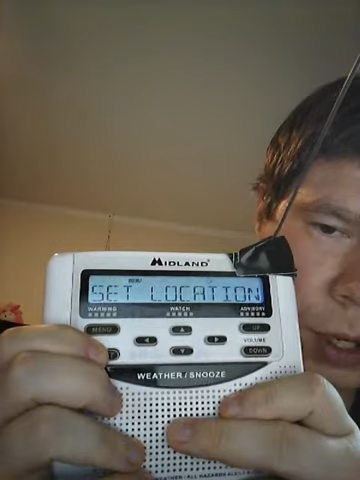 MIDLAND
MENU
SET LOCATION
WARNING WATCH ADVISORY
MENU UP
VOLUME
DOWN
WEATHER/SNOOZE